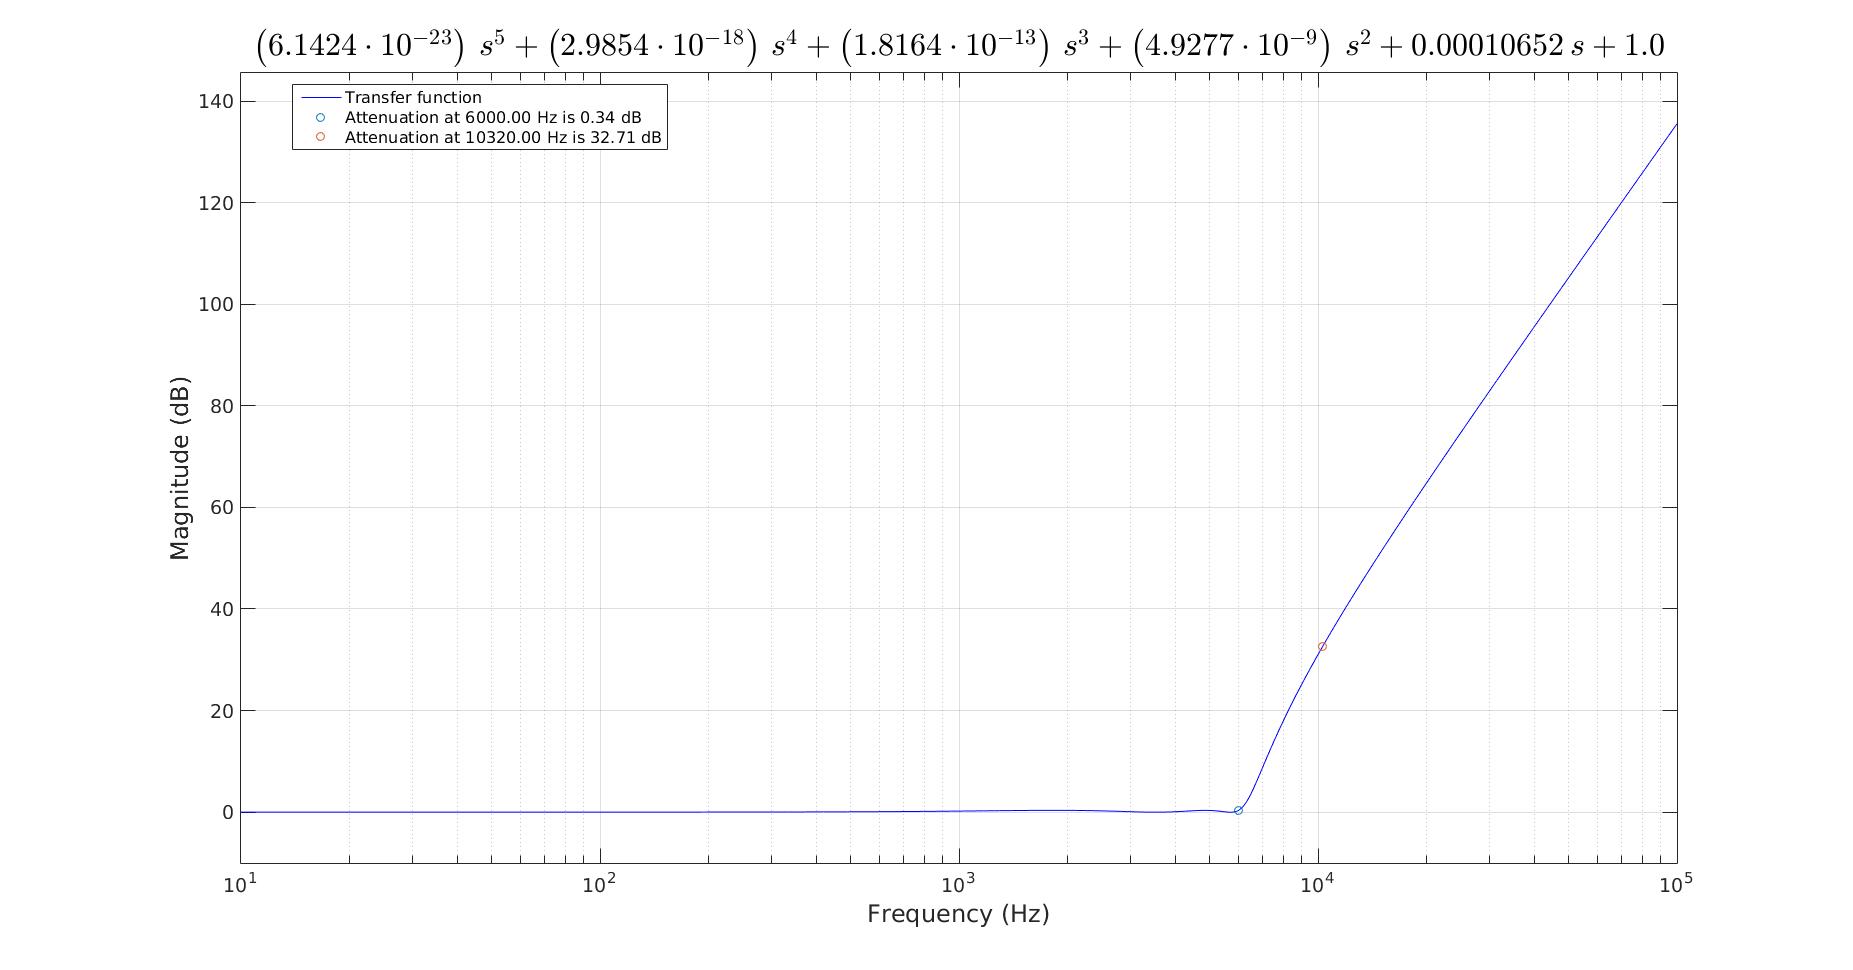 (6.1424 · 10⁻²³) s⁵ + (2.9854 · 10⁻¹⁸) s⁴ + (1.8164 · 10⁻¹³) s³ + (4.9277 · 10⁻⁹) s² + 0.00010652 s + 1.0
Transfer function
Attenuation at 6000.00 Hz is 0.34 dB
Attenuation at 10320.00 Hz is 32.71 dB
Magnitude (dB)
140
120
100
80
60
40
20
0
10¹ 10² 10³ 10⁴ 10⁵
Frequency (Hz)